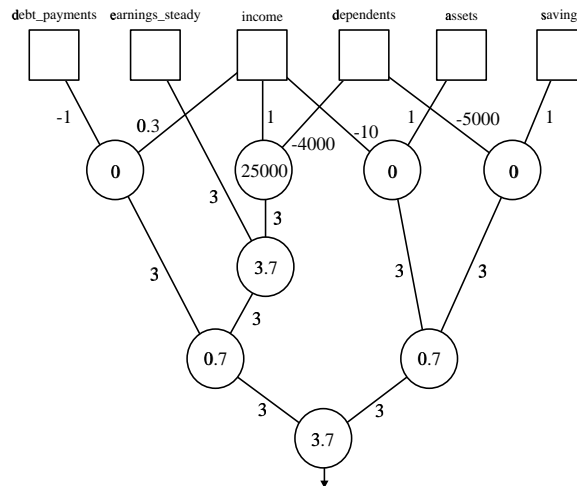 debt_payments earnings_steady income dependents assets saving
-1 0.3 1 -4000 -10 1 -5000 1
0 25000 0 0
3 3 3 3 3
3.7
3
0.7 0.7
3 3
3.7